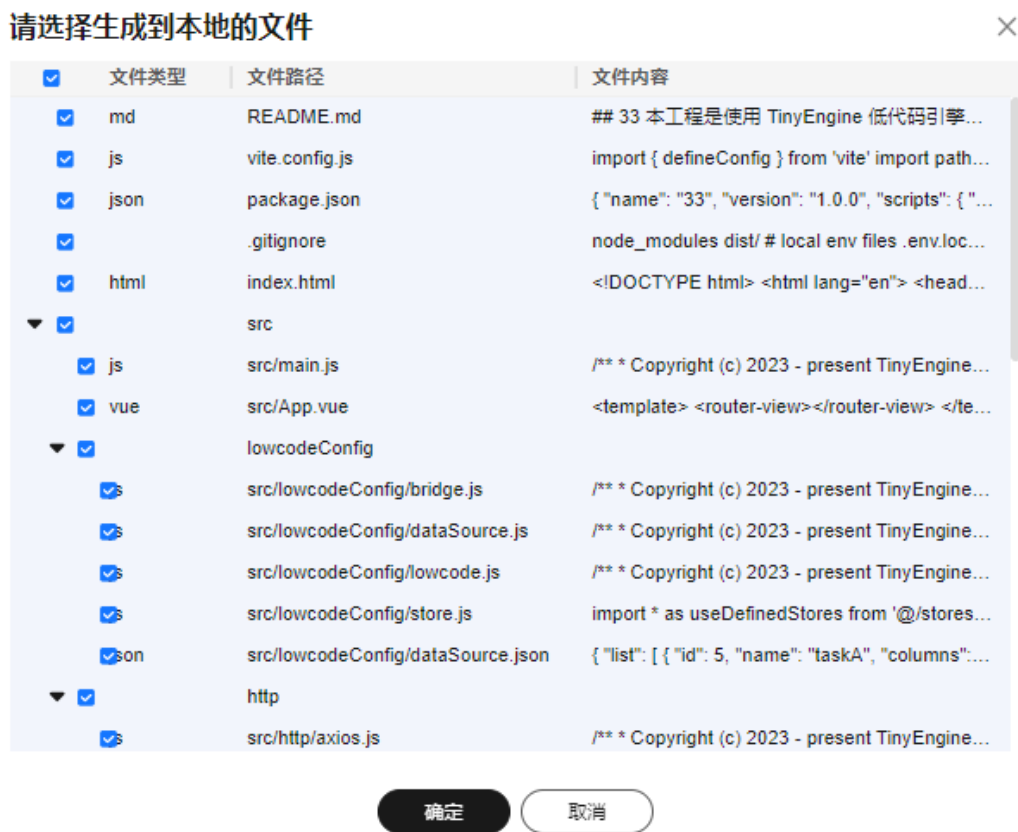 请选择生成到本地的文件
文件类型 文件路径 文件内容
md README.md ## 33 本工程是使用 TinyEngine 低代码引擎...
js vite.config.js import { defineConfig } from 'vite' import path...
json package.json { "name": "33", "version": "1.0.0", "scripts": { "...
.gitignore node_modules dist/ # local env files .env.loc...
html index.html <!DOCTYPE html> <html lang="en"> <head...
src
js src/main.js /** * Copyright (c) 2023 - present TinyEngine...
vue src/App.vue <template> <router-view></router-view> </te...
lowcodeConfig
s src/lowcodeConfig/bridge.js /** * Copyright (c) 2023 - present TinyEngine...
s src/lowcodeConfig/dataSource.js /** * Copyright (c) 2023 - present TinyEngine...
s src/lowcodeConfig/lowcode.js /** * Copyright (c) 2023 - present TinyEngine...
s src/lowcodeConfig/store.js import * as useDefinedStores from '@/stores...
son src/lowcodeConfig/dataSource.json { "list": [ { "id": 5, "name": "taskA", "columns":...
http
s src/http/axios.js /** * Copyright (c) 2023 - present TinyEngine...
确定 取消